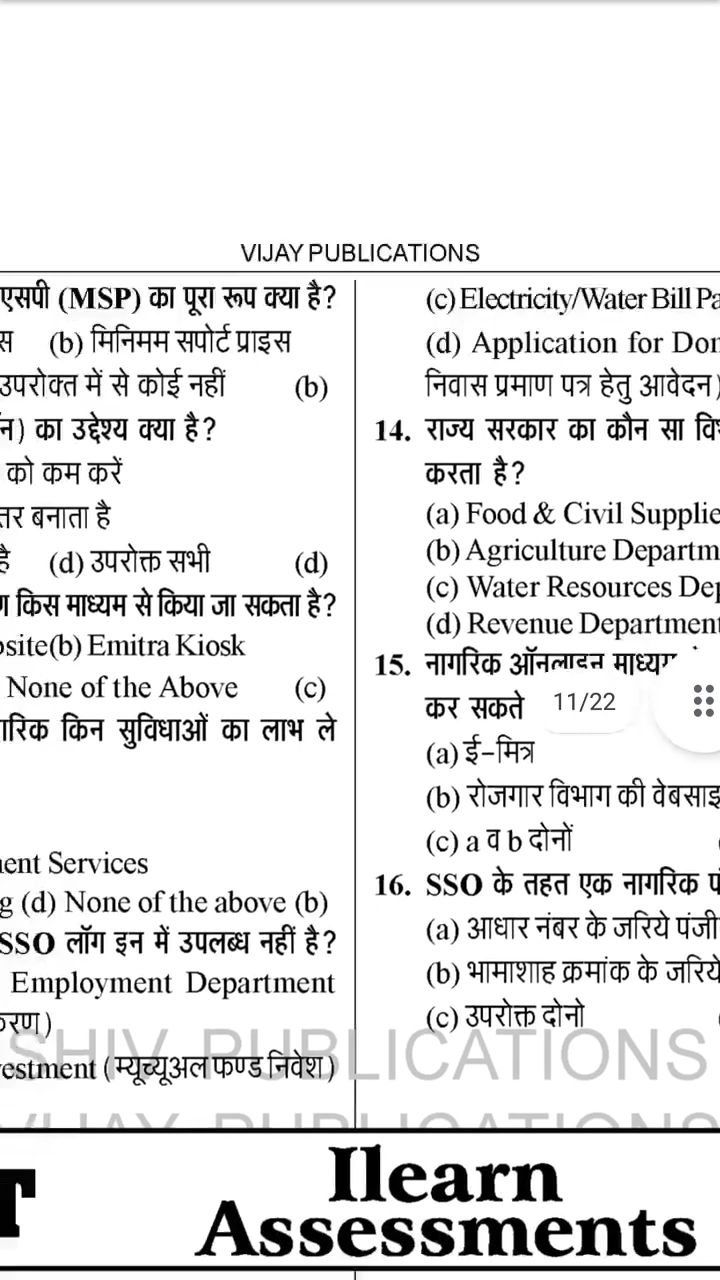 VIJAY PUBLICATIONS
एसपी (MSP) का पूरा रूप क्या है?
स (b) मिनिमम सपोर्ट प्राइस
उपरोक्त में से कोई नहीं (b)
न) का उद्देश्य क्या है?
को कम करें
तर बनाता है
है (d) उपरोक्त सभी (d)
किस माध्यम से किया जा सकता है?
site(b) Emitra Kiosk
None of the Above (c)
गरिक किन सुविधाओं का लाभ ले
ent Services
g (d) None of the above (b)
SSO लॉग इन में उपलब्ध नहीं है?
Employment Department
करण)
estment (म्यूच्यूअल फण्ड निवेश)
(c) Electricity/Water Bill Pa
(d) Application for Dom
निवास प्रमाण पत्र हेतु आवेदन)
14. राज्य सरकार का कौन सा वि
करता है?
(a) Food & Civil Supplie
(b) Agriculture Departm
(c) Water Resources Dep
(d) Revenue Department
15. नागरिक ऑनलाइन माध्यम
कर सकते
11/22
(a) ई-मित्र
(b) रोजगार विभाग की वेबसाइ
(c) a व b दोनों
16. SSO के तहत एक नागरिक पं
(a) आधार नंबर के जरिये पंजी
(b) भामाशाह क्रमांक के जरिये
(c) उपरोक्त दोनो
SHIV PUBLICATIONS
VIJAY PUBLICATIONS
T
Ilearn
Assessments